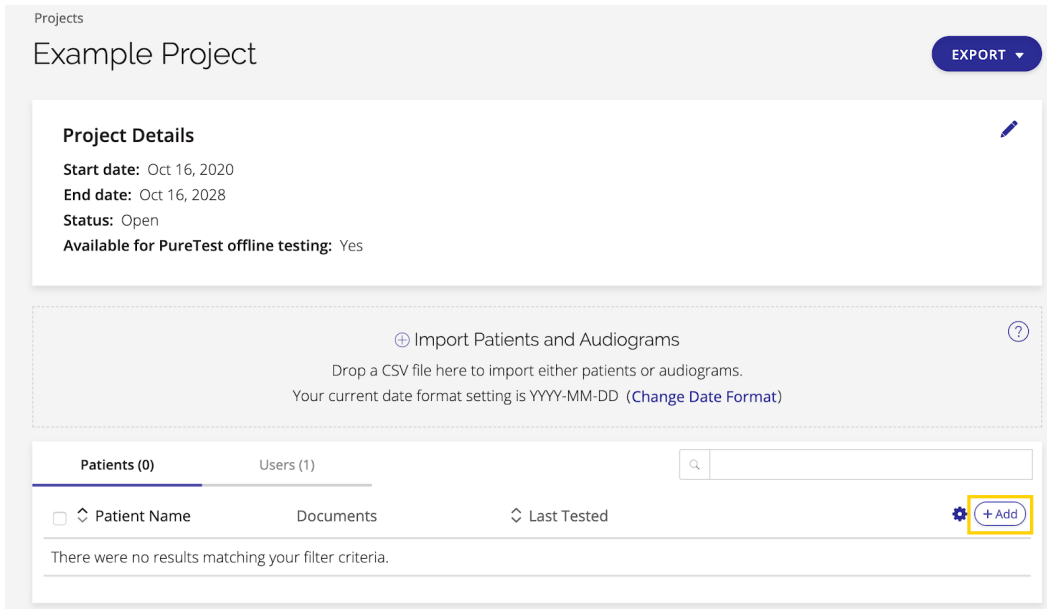 Projects
Example Project
EXPORT
Project Details
Start date: Oct 16, 2020
End date: Oct 16, 2028
Status: Open
Available for PureTest offline testing: Yes
Import Patients and Audiograms
?
Drop a CSV file here to import either patients or audiograms.
Your current date format setting is YYYY-MM-DD (Change Date Format)
Patients (0) Users (1)
Patient Name Documents Last Tested + Add
There were no results matching your filter criteria.